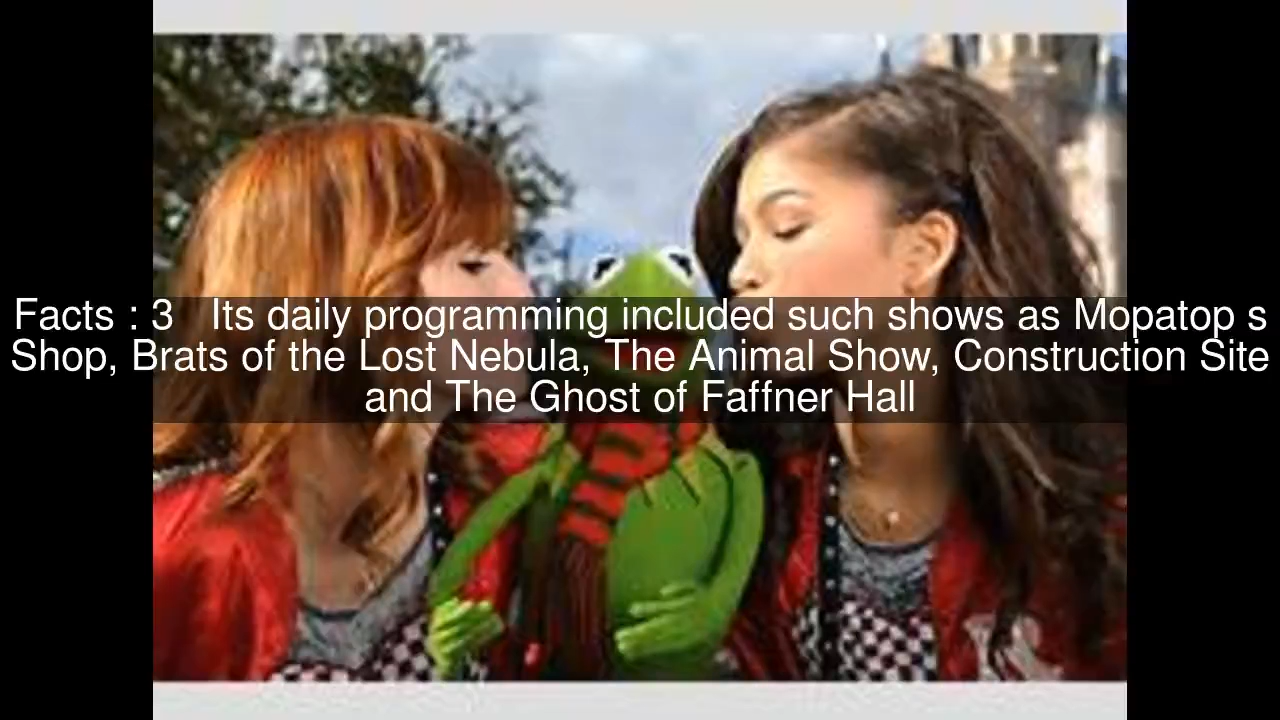 Facts : 3 Its daily programming included such shows as Mopatop s
Shop, Brats of the Lost Nebula, The Animal Show, Construction Site
and The Ghost of Faffner Hall